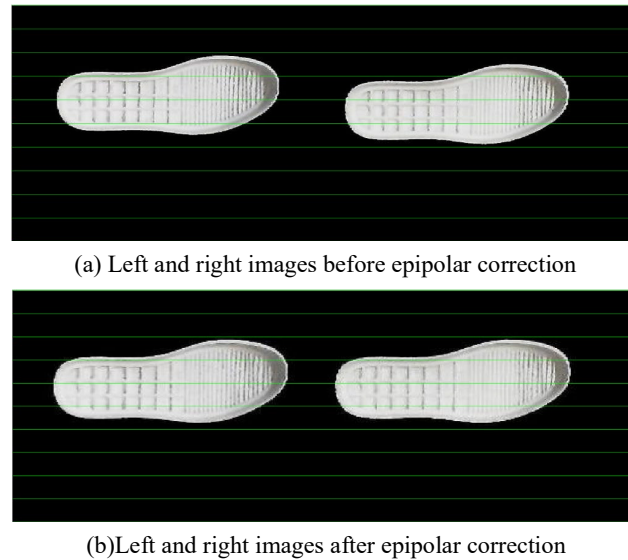 (a) Left and right images before epipolar correction
(b)Left and right images after epipolar correction